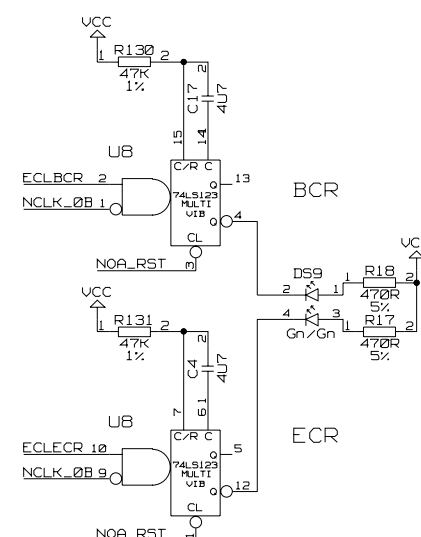 VCC
1 R130 2
47K
1%
2
C17
4U7
15
14
U8
C/R C
ECLBCR 2
Q 13
74LS123
MULTI
VIB
NCLK_0B 1
Q 4
BCR
CL
3
NOA_RST
VC
DS9
1 R18 2
2 1
470R
5%
4 3
1 R17 2
Gn/Gn
470R
5%
VCC
1 R131 2
47K
1%
2
C4
4U7
7
6 1
U8
C/R C
ECR
ECLECR 10
Q 5
74LS123
MULTI
VIB
NCLK_0B 9
Q 12
CL
1
NOA_RST